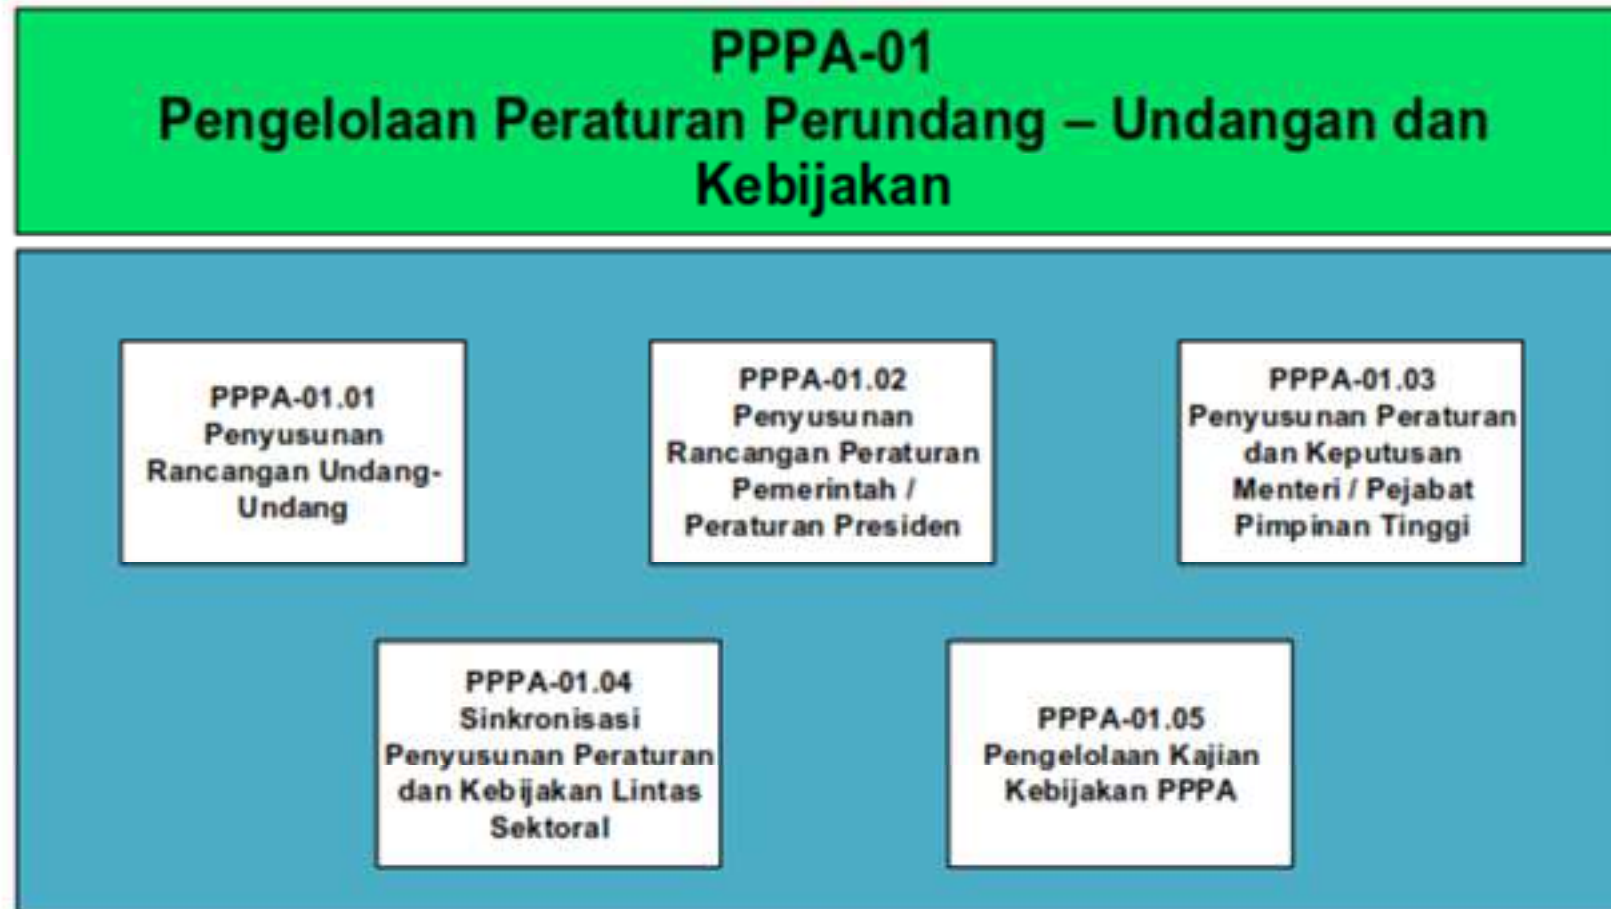 PPPA-01
Pengelolaan Peraturan Perundang – Undangan dan
Kebijakan
PPPA-01.01
Penyusunan
Rancangan Undang-
Undang
PPPA-01.02
Penyusunan
Rancangan Peraturan
Pemerintah /
Peraturan Presiden
PPPA-01.03
Penyusunan Peraturan
dan Keputusan
Menteri / Pejabat
Pimpinan Tinggi
PPPA-01.04
Sinkronisasi
Penyusunan Peraturan
dan Kebijakan Lintas
Sektoral
PPPA-01.05
Pengelolaan Kajian
Kebijakan PPPA